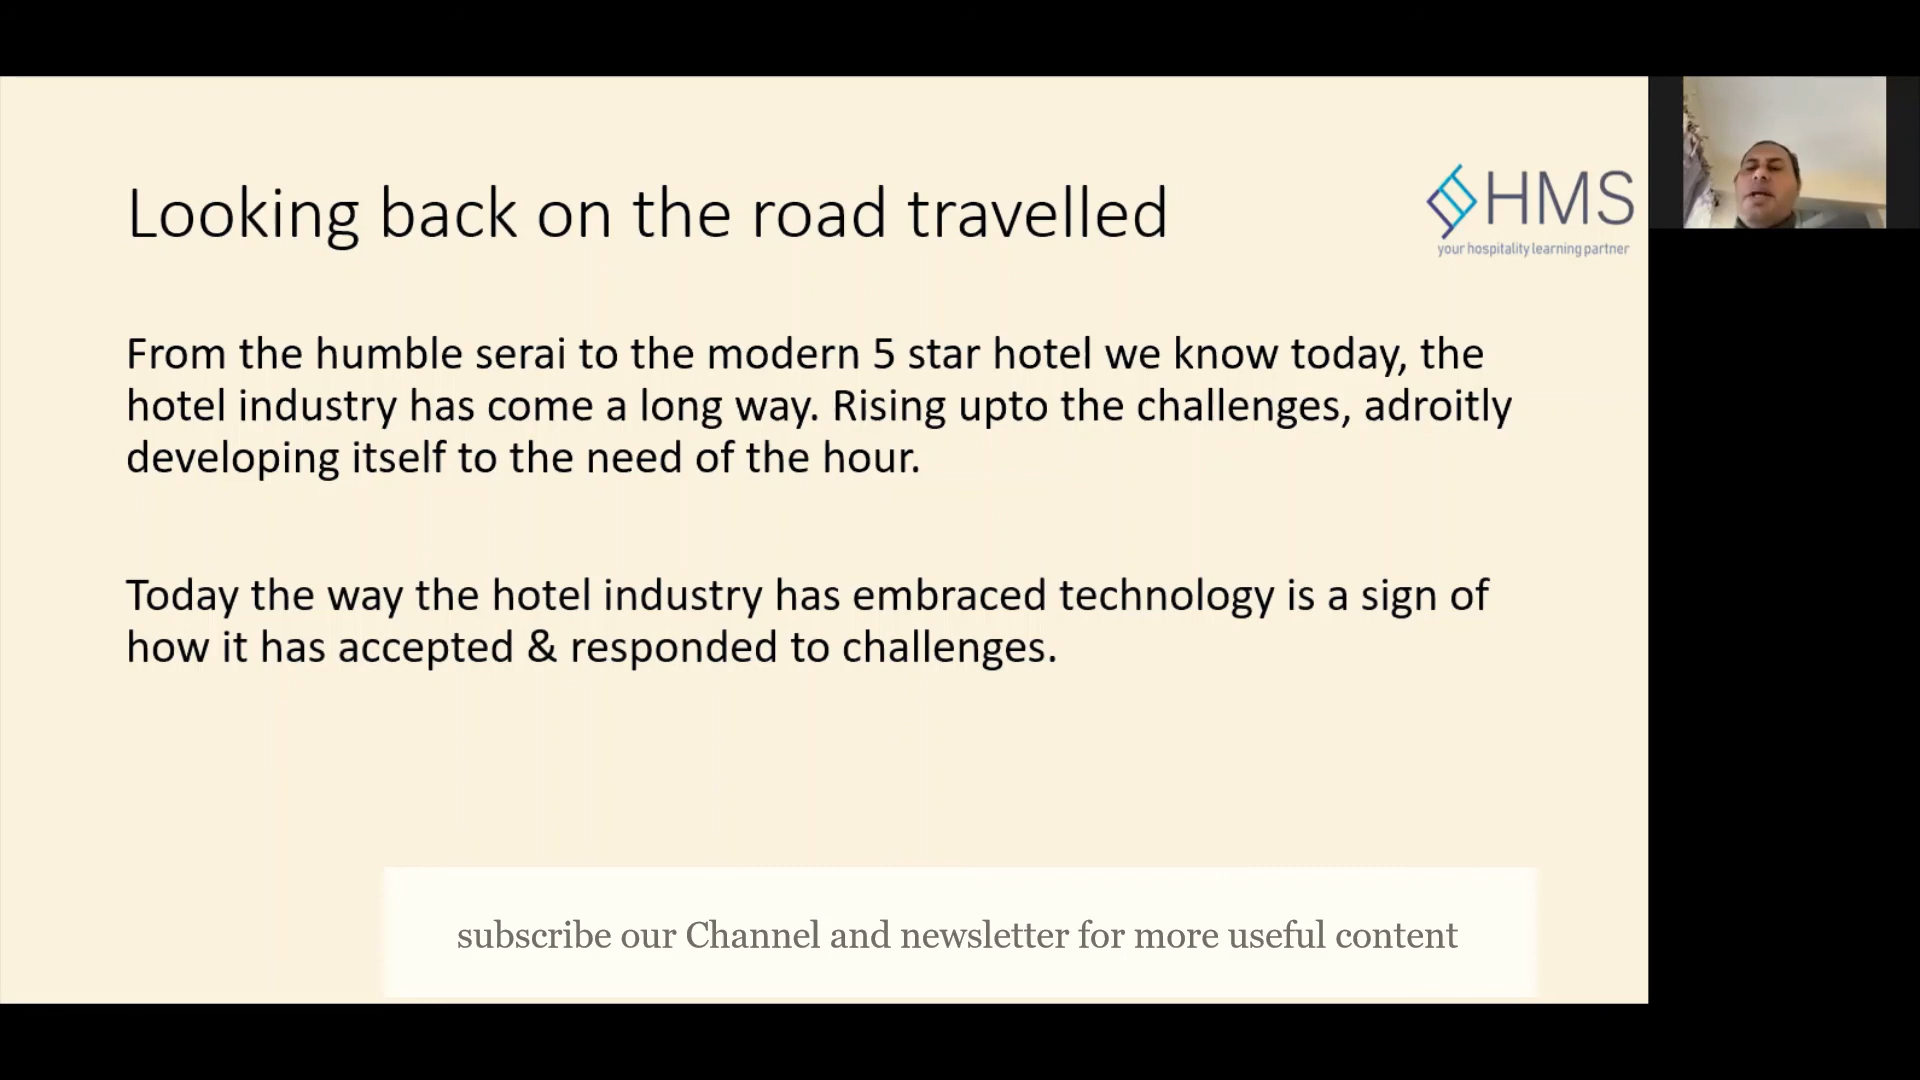 Looking back on the road travelled
HMS
your hospitality learning partner
From the humble serai to the modern 5 star hotel we know today, the
hotel industry has come a long way. Rising upto the challenges, adroitly
developing itself to the need of the hour.
Today the way the hotel industry has embraced technology is a sign of
how it has accepted & responded to challenges.
subscribe our Channel and newsletter for more useful content